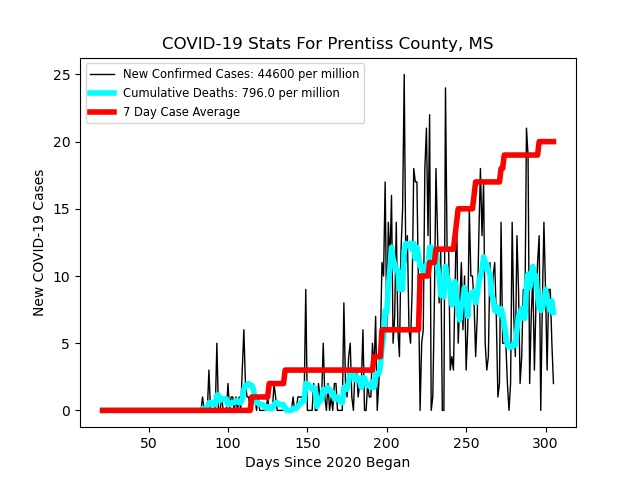 COVID-19 Stats For Prentiss County, MS
New Confirmed Cases: 44600 per million
Cumulative Deaths: 796.0 per million
7 Day Case Average
New COVID-19 Cases
25
20
15
10
5
0
50 100 150 200 250 300
Days Since 2020 Began